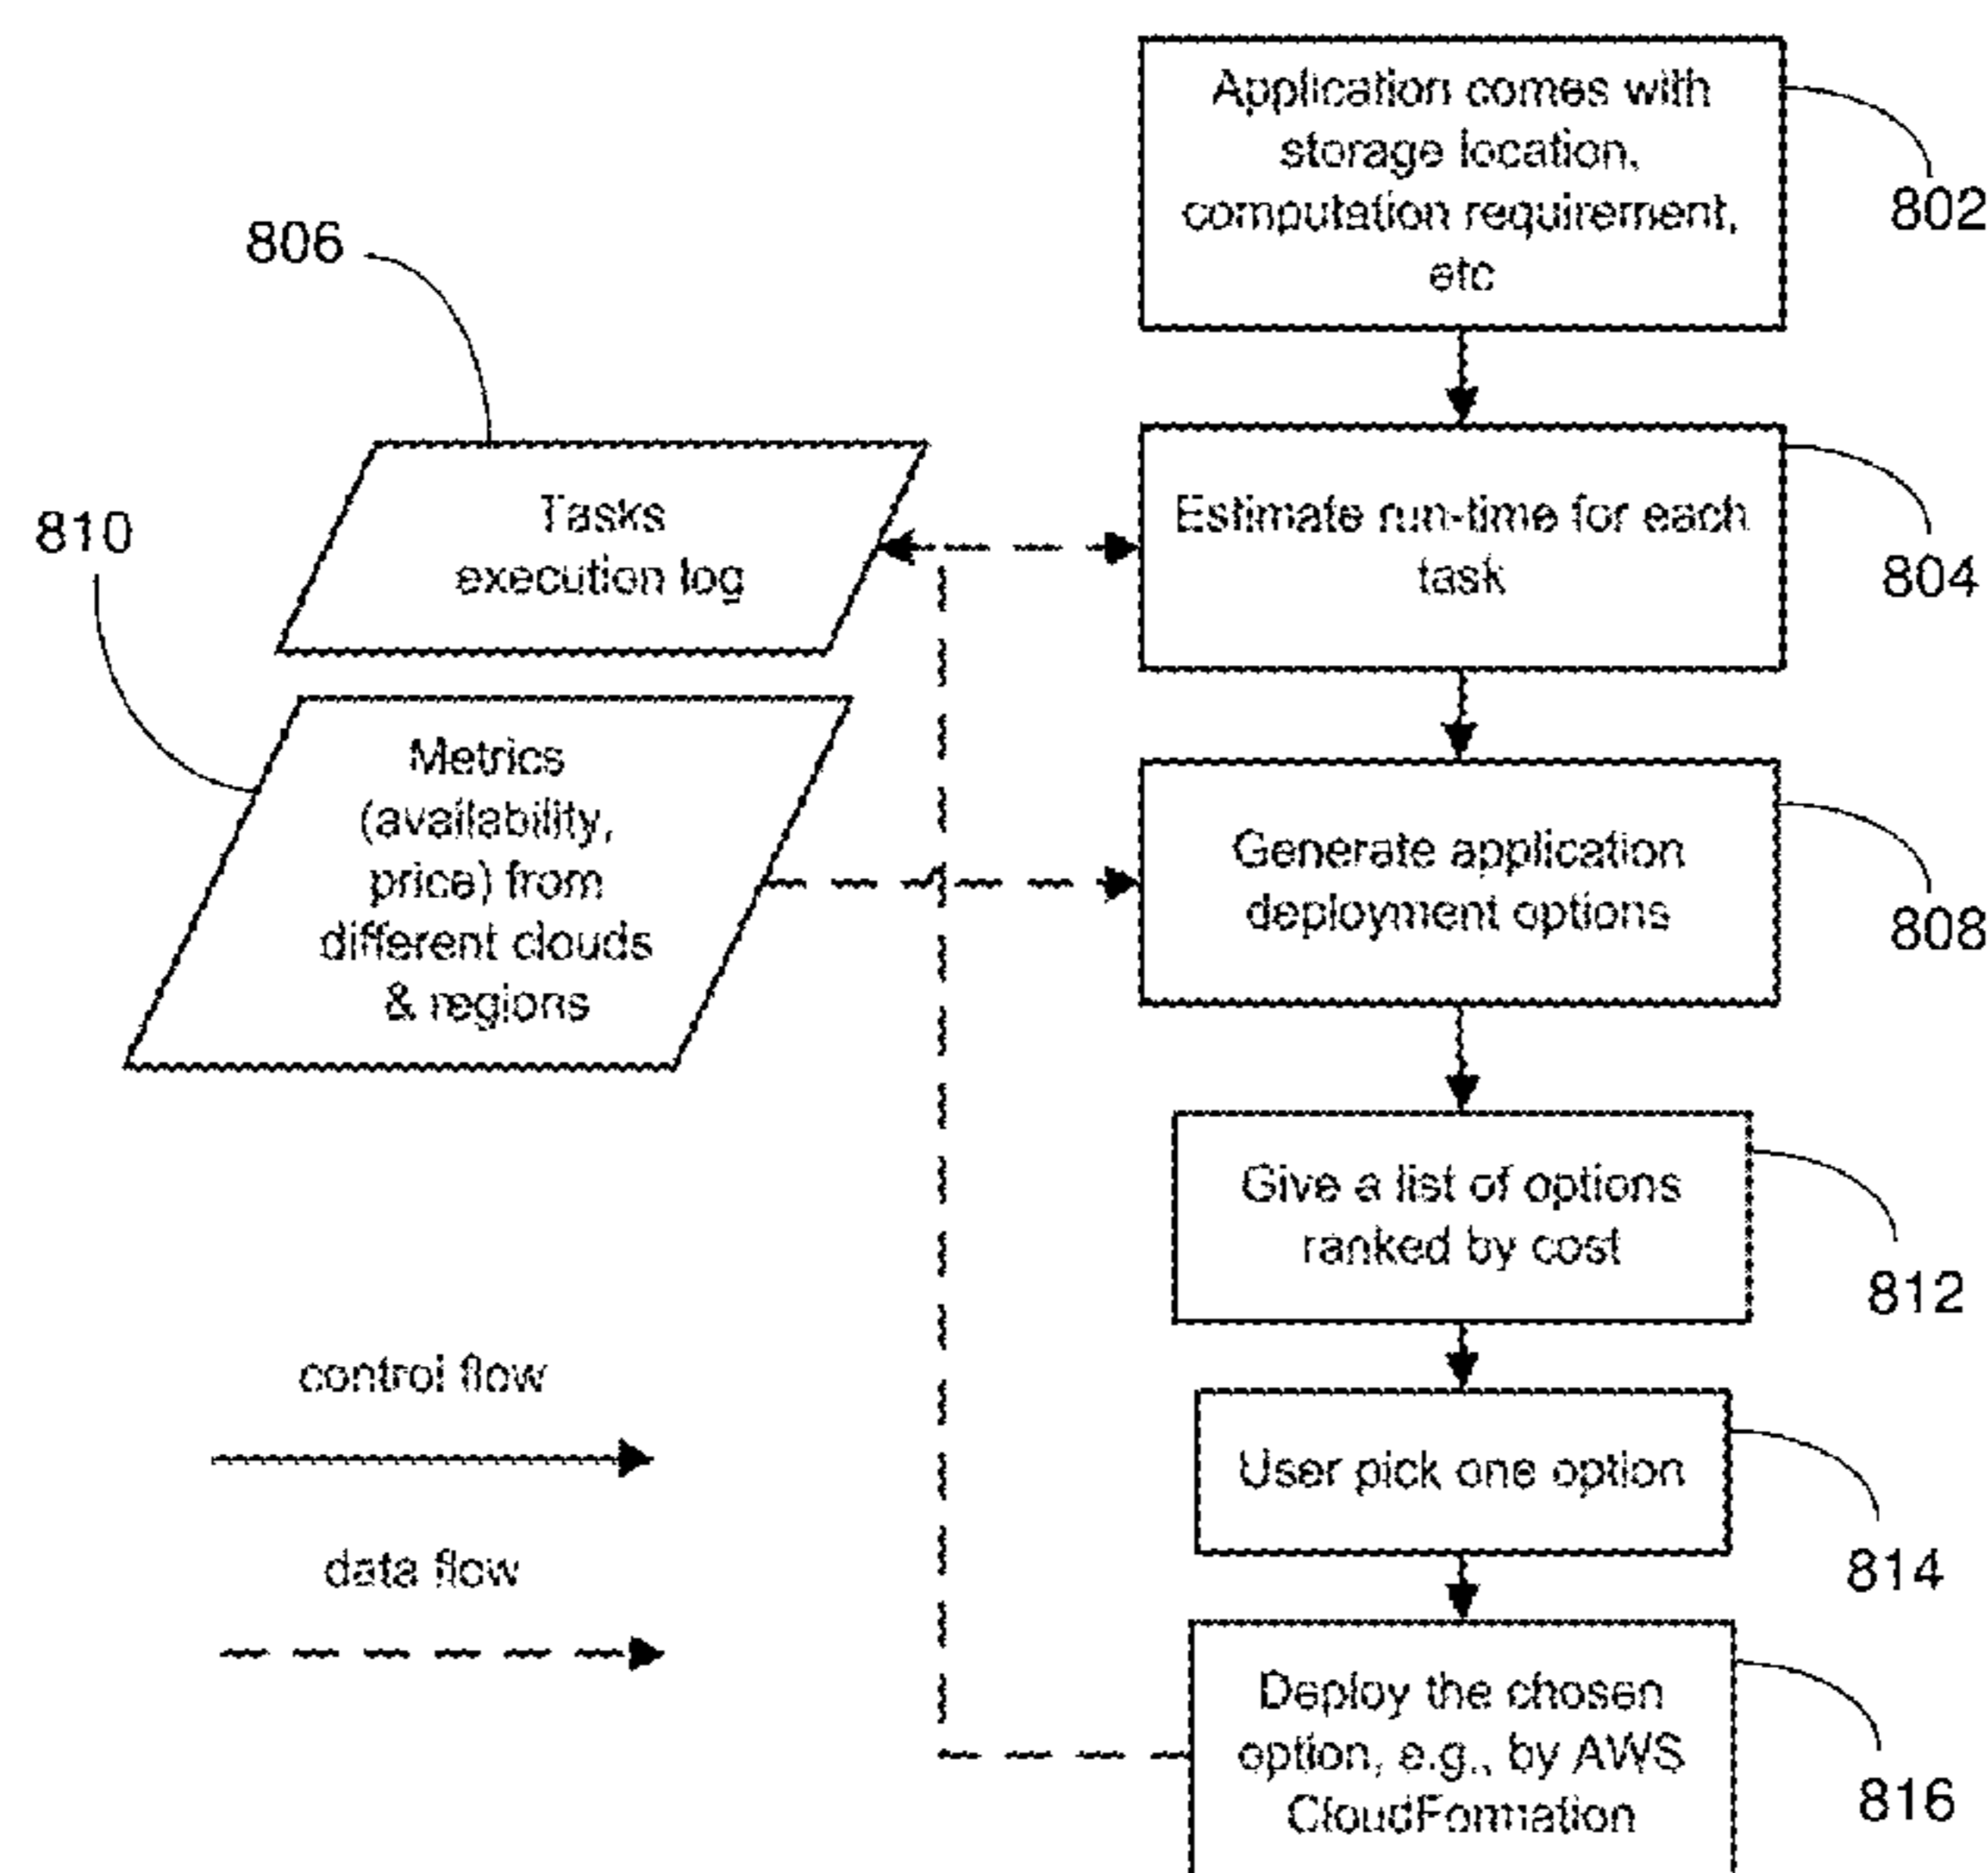 Application comes with
storage location,
computation requirement,
etc
802
806
Tasks
execution log
Estimate run-time for each
task
804
810
Metrics
(availability,
price) from
different clouds
& regions
Generate application
deployment options
808
Give a list of options
ranked by cost
812
control flow
User pick one option
814
data flow
Deploy the chosen
option, e.g., by AWS
CloudFormation
816